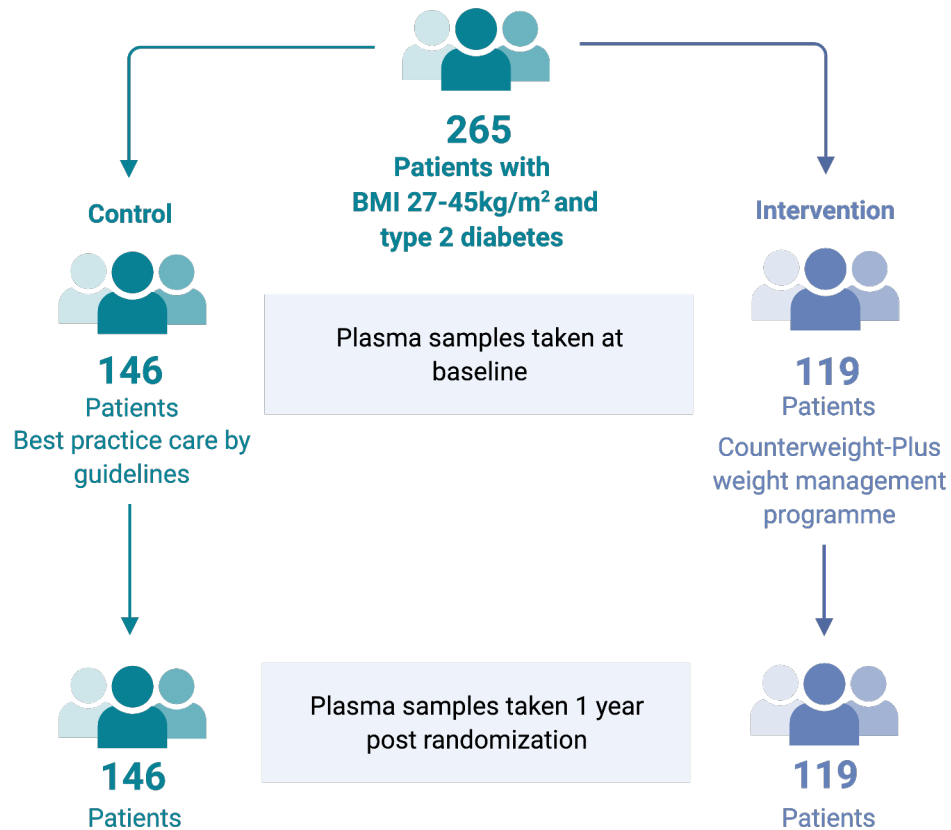 265
Patients with
BMI 27-45kg/m² and
type 2 diabetes
Control
Intervention
Plasma samples taken at
baseline
146
Patients
Best practice care by
guidelines
119
Patients
Counterweight-Plus
weight management
programme
Plasma samples taken 1 year
post randomization
146
Patients
119
Patients